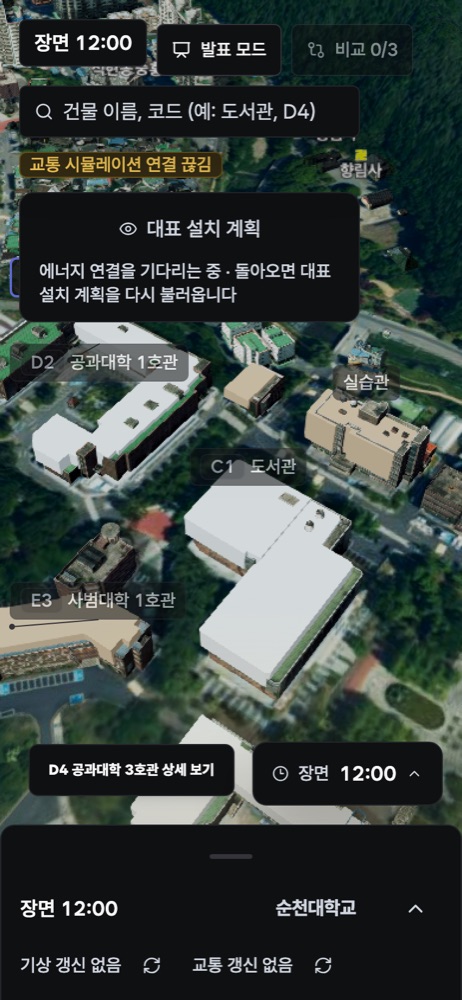 장면 12:00
발표 모드
비교 0/3
건물 이름, 코드 (예: 도서관, D4)
교통 시뮬레이션 연결 끊김
향림사
대표 설치 계획
에너지 연결을 기다리는 중 · 돌아오면 대표
설치 계획을 다시 불러옵니다
D2 공과대학 1호관
실습관
C1 도서관
E3 사범대학 1호관
D4 공과대학 3호관 상세 보기
장면 12:00
장면 12:00
순천대학교
기상 갱신 없음
교통 갱신 없음